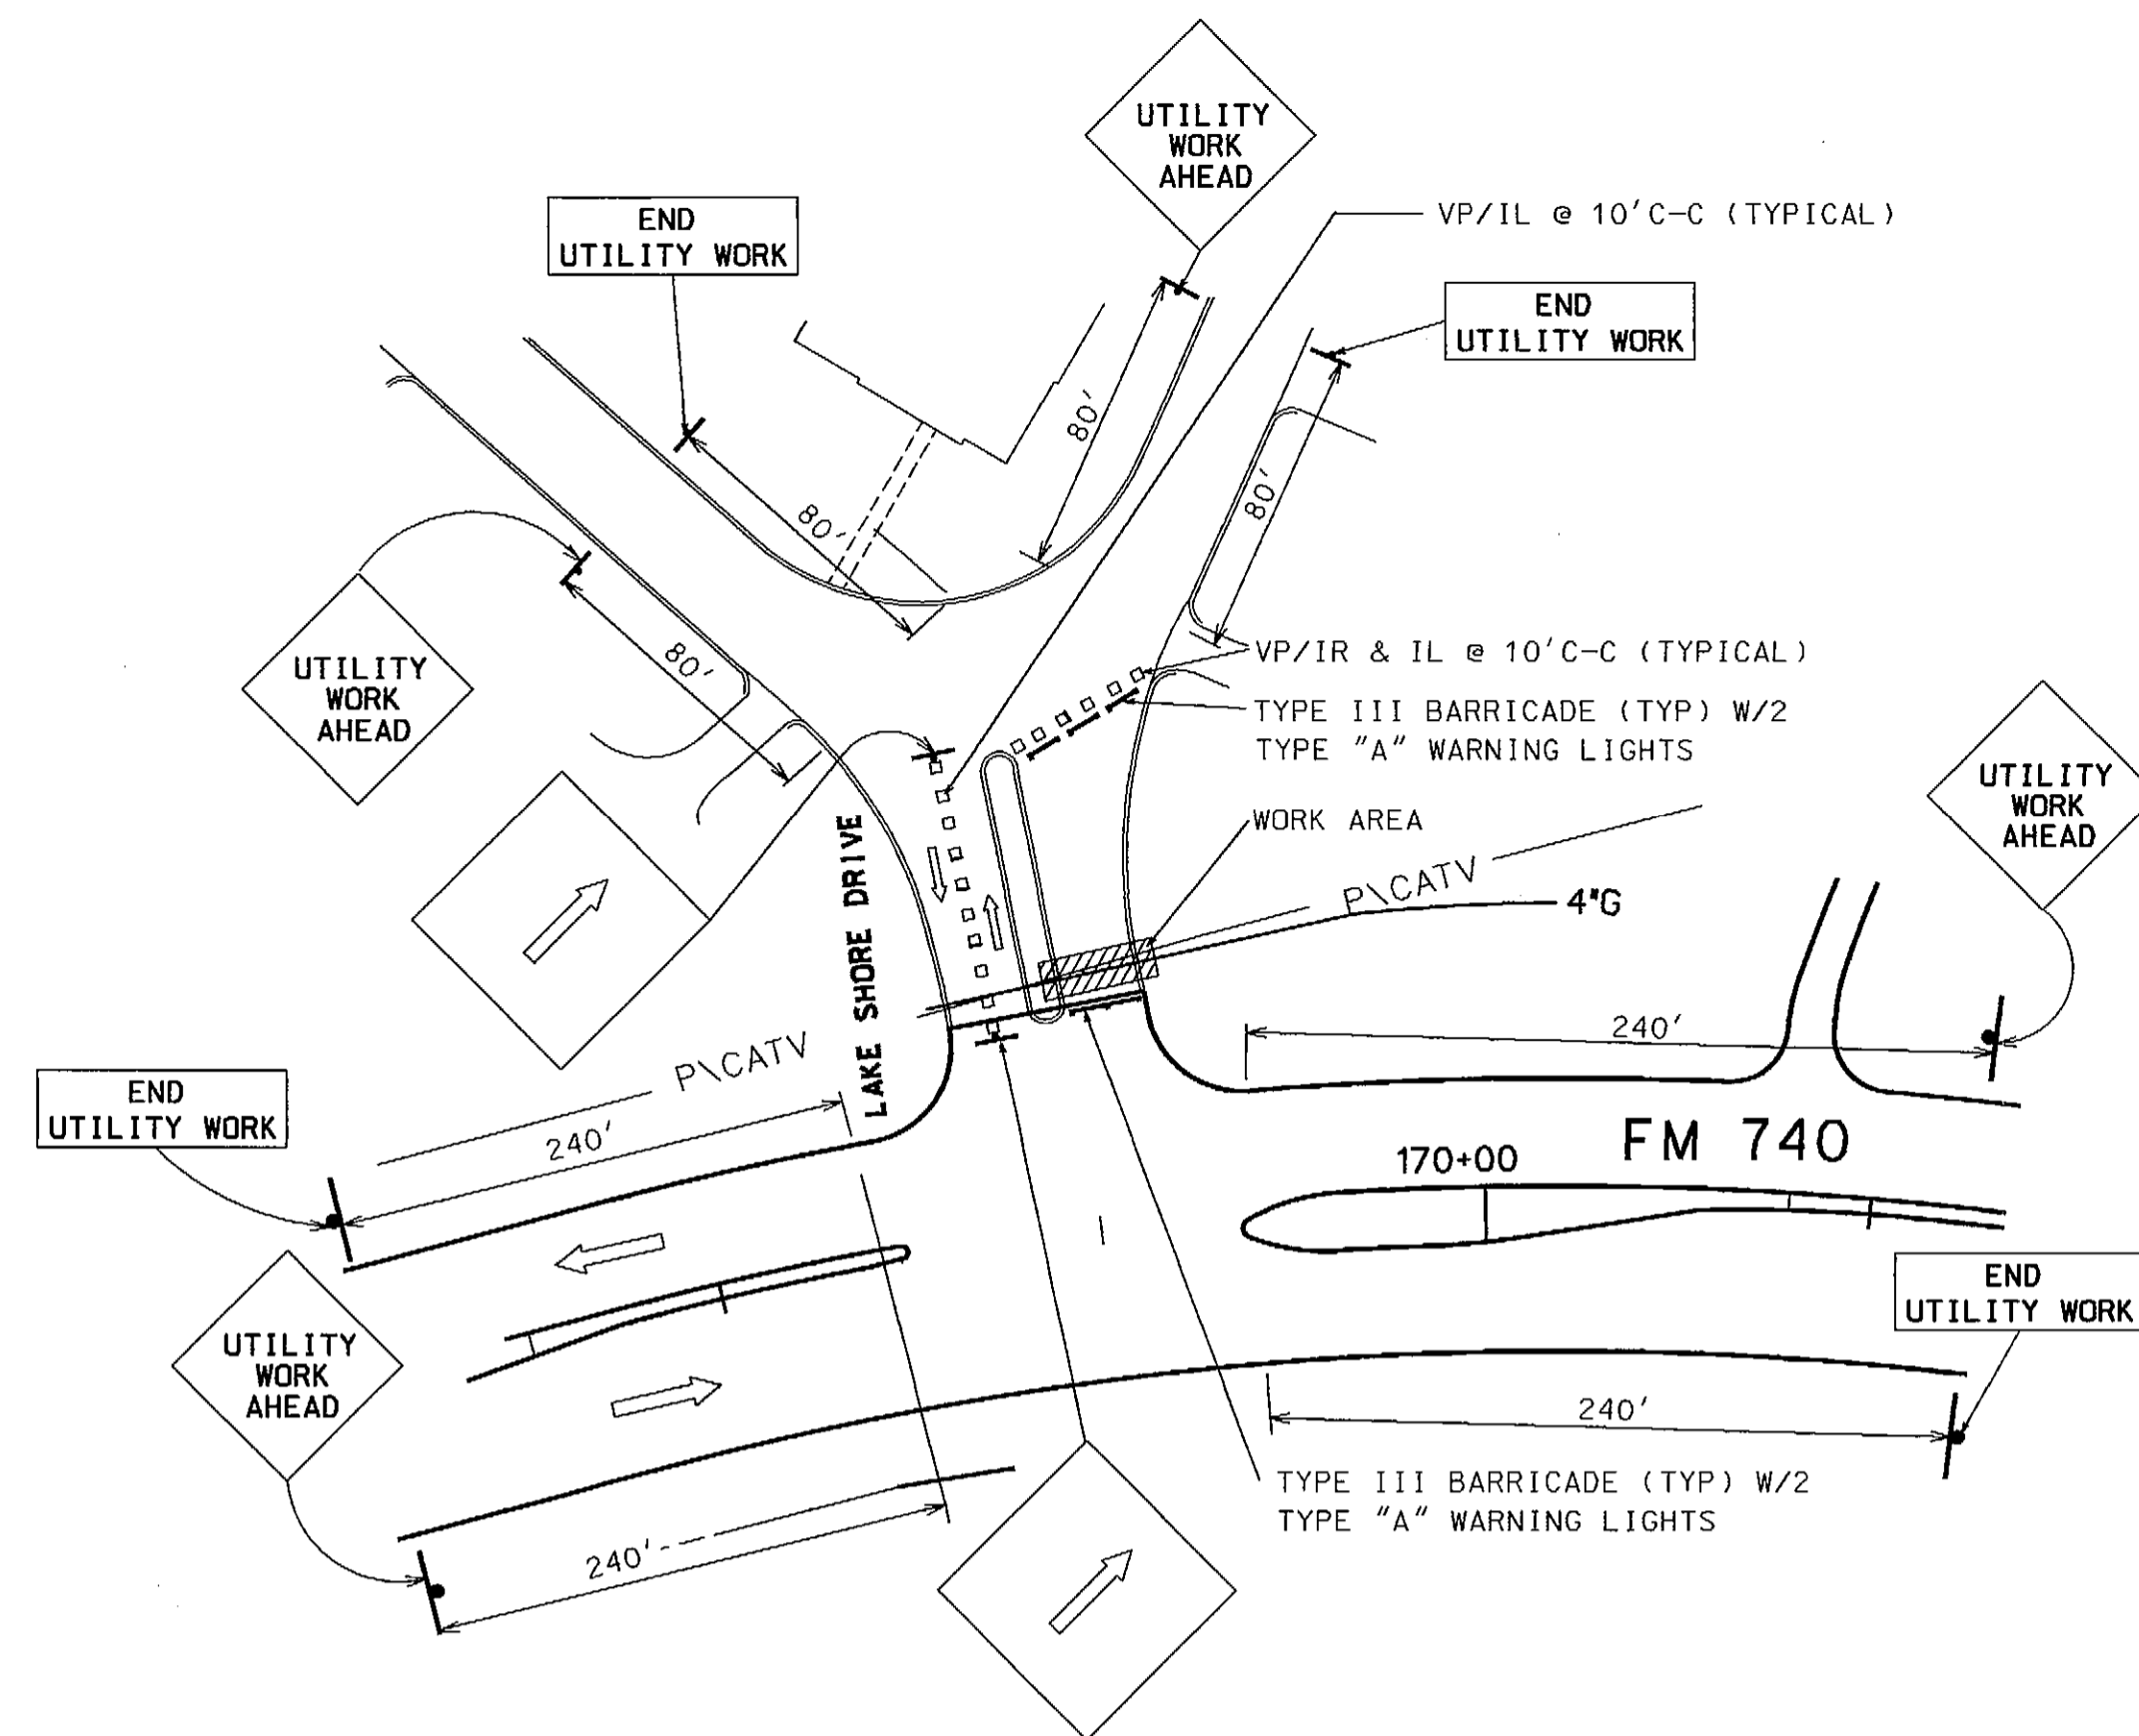 UTILITY
WORK
AHEAD
END
UTILITY WORK
VP/IL @ 10'C-C (TYPICAL)
END
UTILITY WORK
80'
80'
80'
80'
UTILITY
WORK
AHEAD
VP/IR & IL @ 10'C-C (TYPICAL)
TYPE III BARRICADE (TYP) W/2
TYPE "A" WARNING LIGHTS
UTILITY
WORK
AHEAD
WORK AREA
P\CATV
4"G
LAKE SHORE DRIVE
240'
P\CATV
END
UTILITY WORK
240'
FM 740
170+00
END
UTILITY WORK
UTILITY
WORK
AHEAD
240'
TYPE III BARRICADE (TYP) W/2
TYPE "A" WARNING LIGHTS
240'